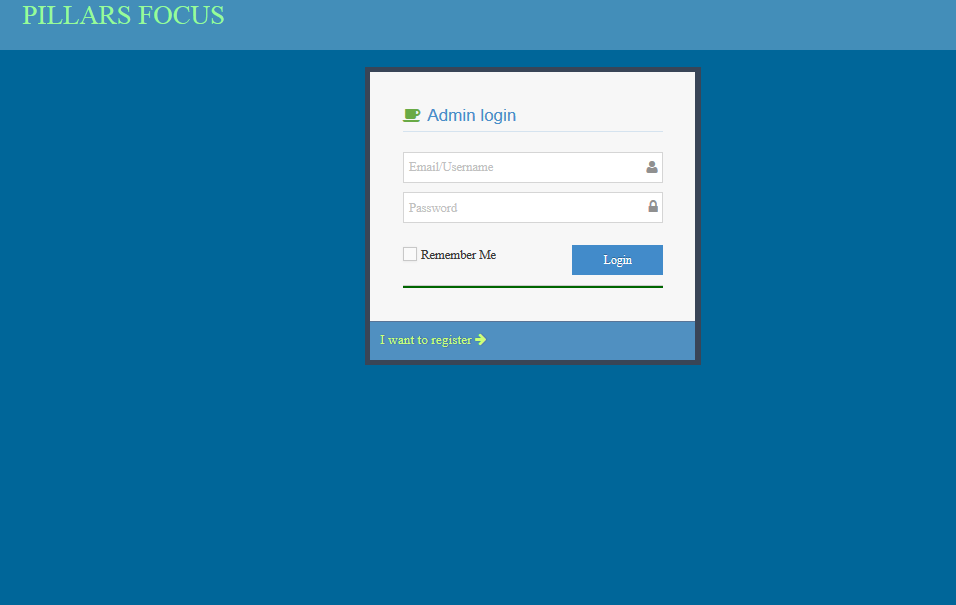 PILLARS FOCUS
Admin login
Email/Username
Password
Remember Me
Login
I want to register